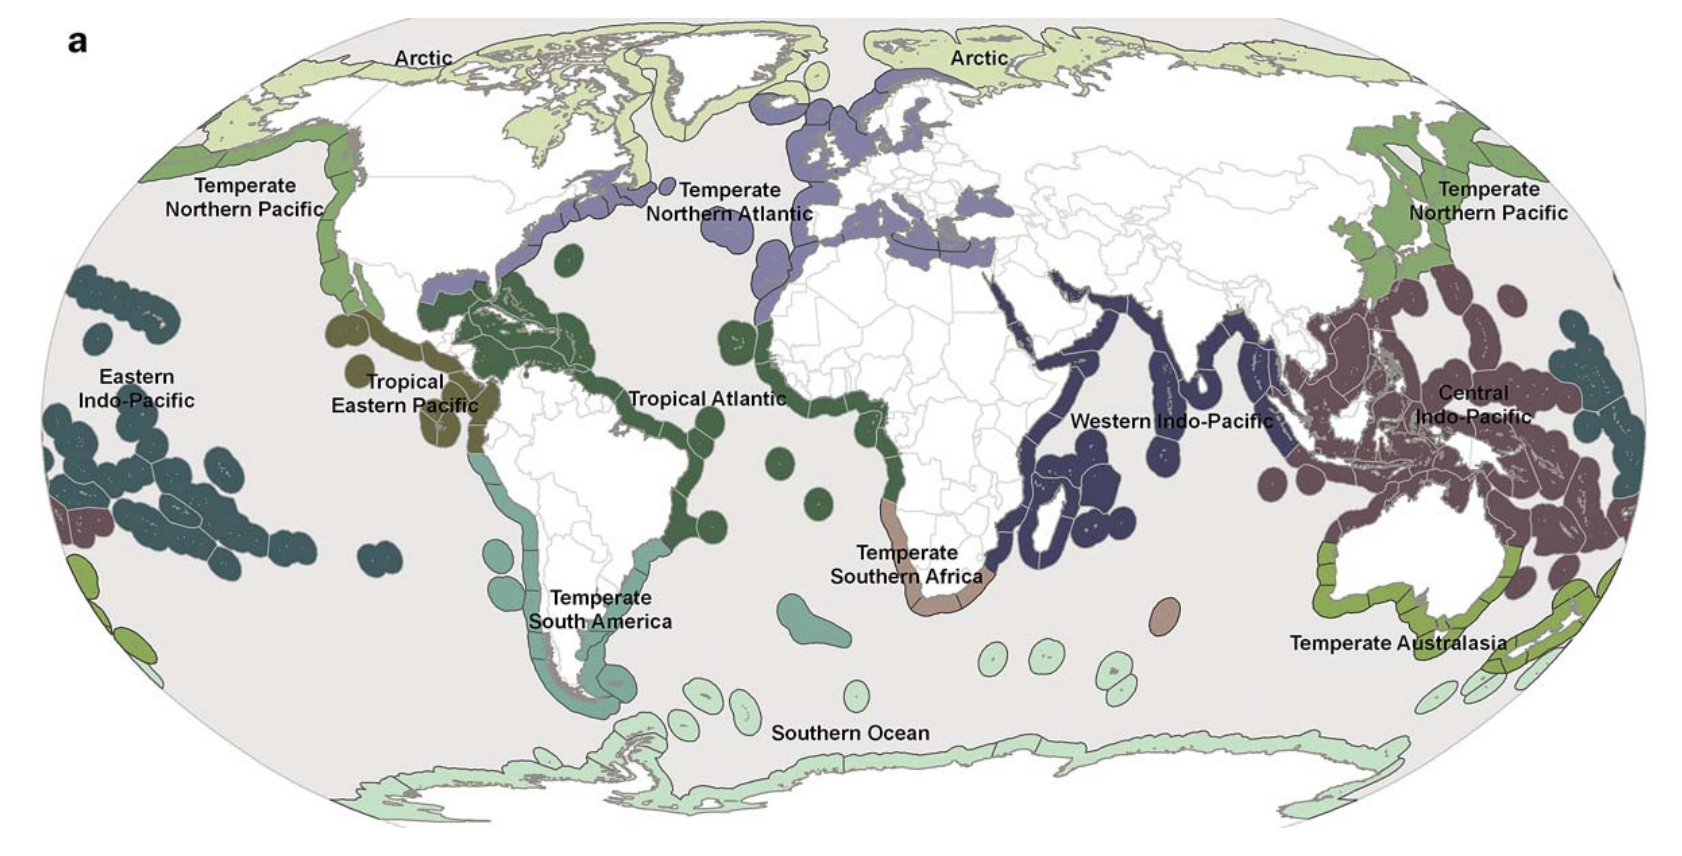 a
Arctic
Arctic
Temperate
Northern Pacific
Temperate
Northern Atlantic
Temperate
Northern Pacific
Eastern
Indo-Pacific
Tropical
Eastern Pacific
Tropical Atlantic
Western Indo-Pacific
Central
Indo-Pacific
Temperate
Southern Africa
Temperate
South America
Temperate Australasia
Southern Ocean